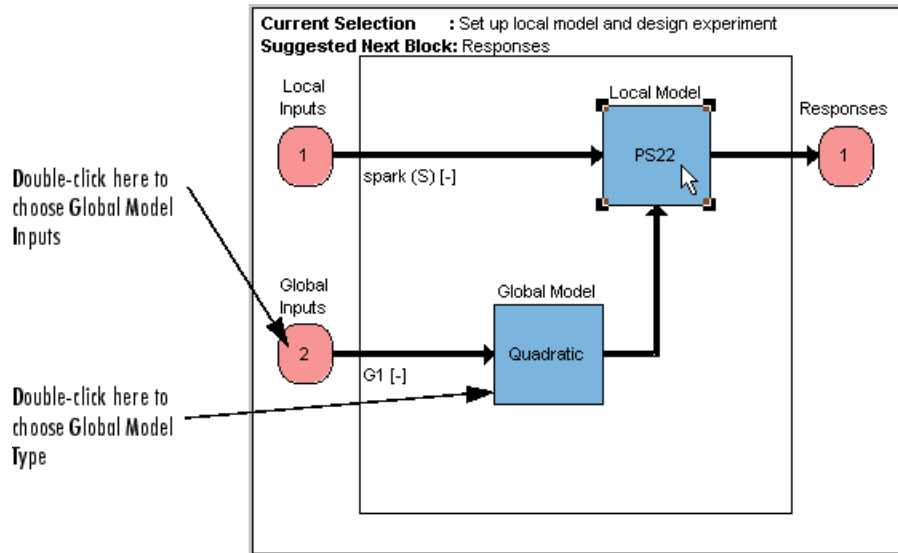 Current Selection : Set up local model and design experiment
Suggested Next Block: Responses
Local
Inputs
Local Model
Responses
1
PS22
1
spark (S) [-]
Double-click here to
choose Global Model
Inputs
Global
Inputs
Global Model
2
Quadratic
G1 [-]
Double-click here to
choose Global Model
Type